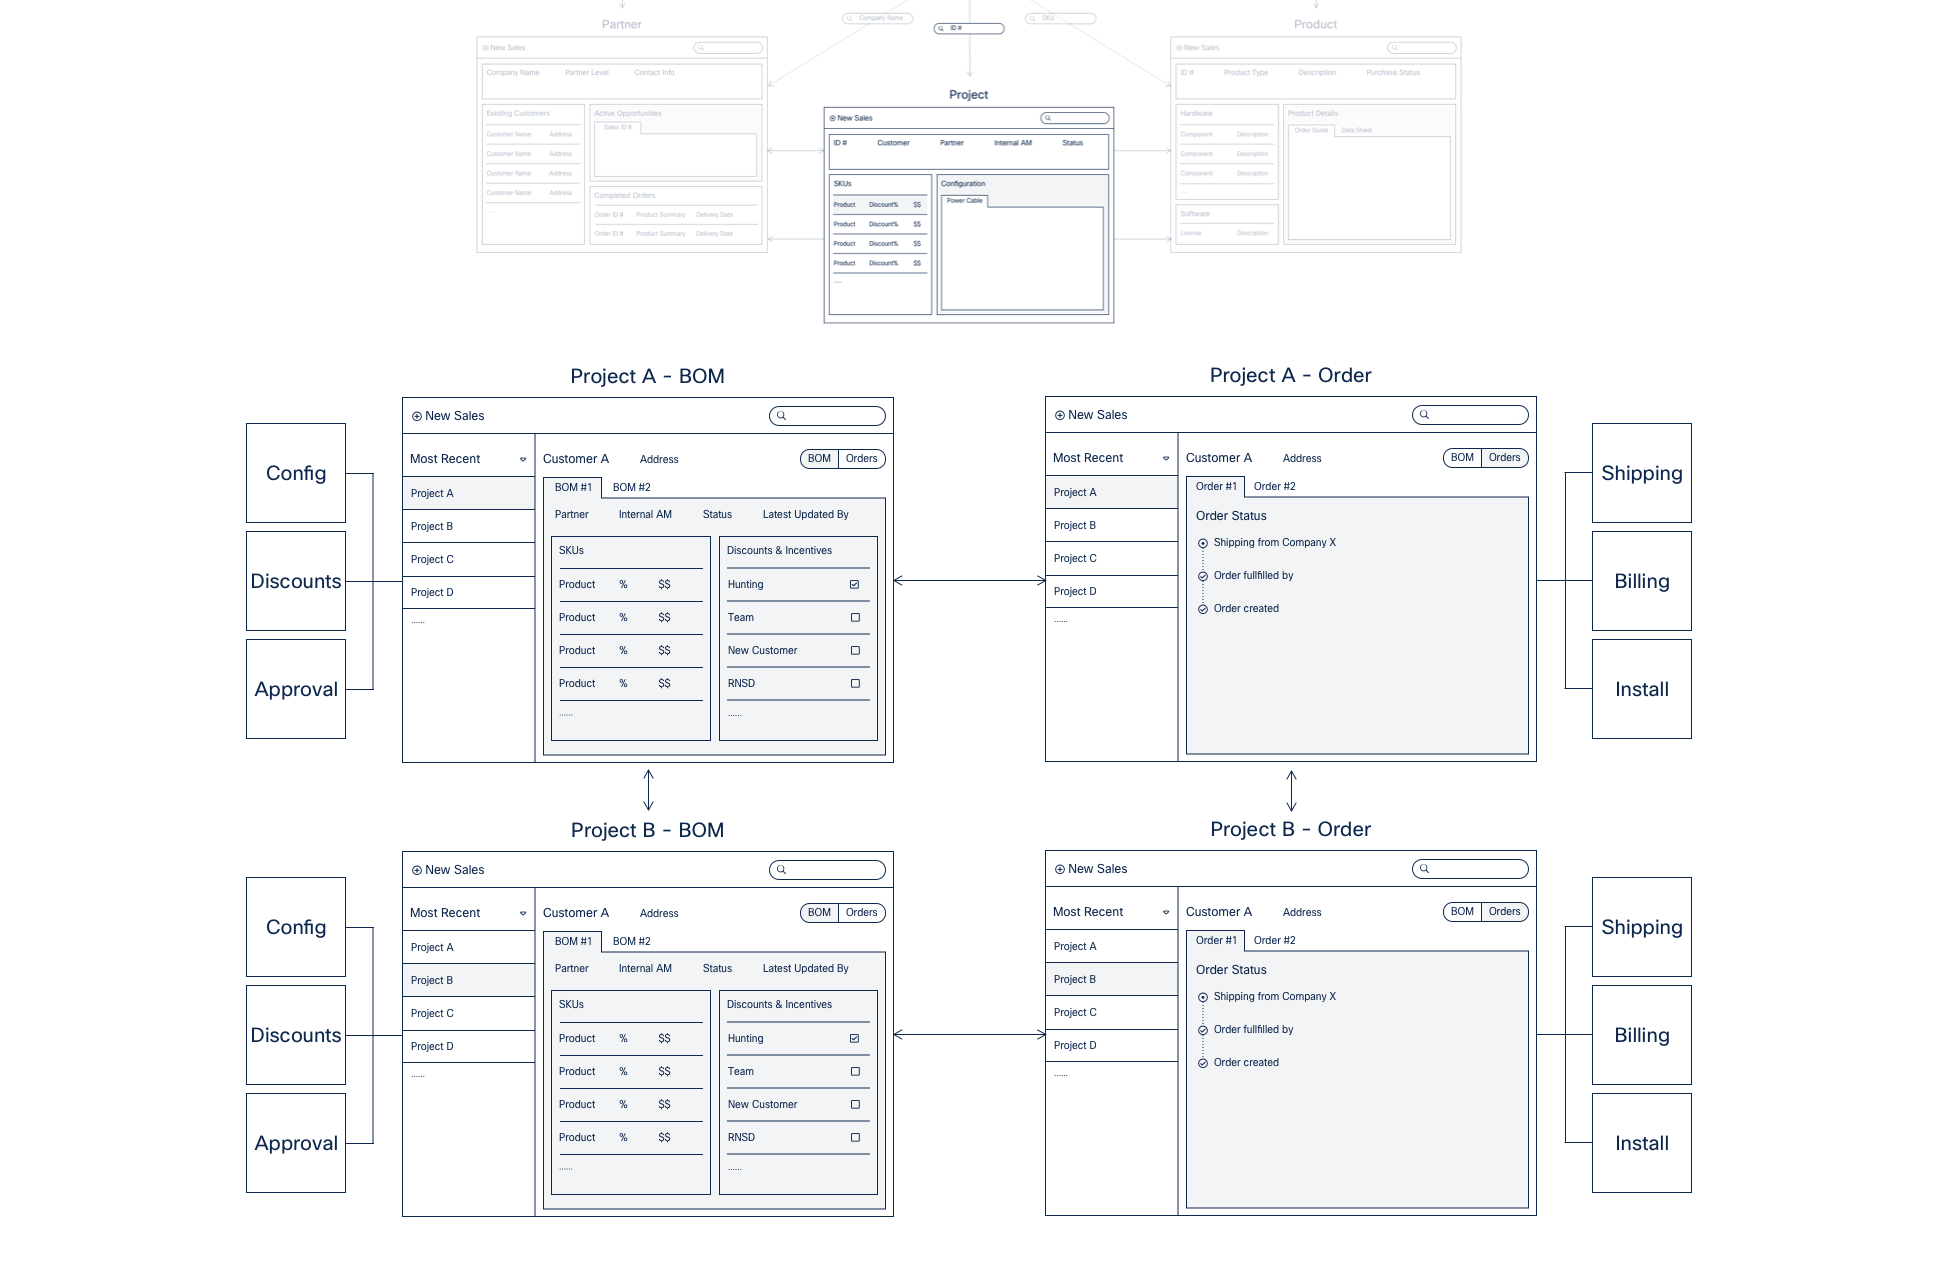 Company Name
ID #
SKU
Partner
Product
New Sales
New Sales
Company Name Partner Level Contact Info
ID # Product Type Description Purchase Status
Existing Customers
Customer Name Address
Customer Name Address
Customer Name Address
Customer Name Address
....
Active Opportunities
Sales ID #
Completed Orders
Order ID # Product Summary Delivery Date
Order ID # Product Summary Delivery Date
Project
New Sales
ID # Customer Partner Internal AM Status
SKUs
Product Discount% $$
Product Discount% $$
Product Discount% $$
Product Discount% $$
....
Configuration
Power Cable
Hardware
Component Description
Component Description
Component Description
....
Software
License Description
Product Details
Order Guide Data Sheet
Project A - BOM
Config
Discounts
Approval
New Sales
Most Recent
Project A
Project B
Project C
Project D
......
Customer A Address BOM Orders
BOM #1 BOM #2
Partner Internal AM Status Latest Updated By
SKUs
Product % $$
Product % $$
Product % $$
Product % $$
......
Discounts & Incentives
Hunting
Team
New Customer
RNSD
......
Project A - Order
New Sales
Most Recent
Project A
Project B
Project C
Project D
......
Customer A Address BOM Orders
Order #1 Order #2
Order Status
Shipping from Company X
Order fullfilled by
Order created
Shipping
Billing
Install
Project B - BOM
Config
Discounts
Approval
New Sales
Most Recent
Project A
Project B
Project C
Project D
......
Customer A Address BOM Orders
BOM #1 BOM #2
Partner Internal AM Status Latest Updated By
SKUs
Product % $$
Product % $$
Product % $$
Product % $$
......
Discounts & Incentives
Hunting
Team
New Customer
RNSD
......
Project B - Order
New Sales
Most Recent
Project A
Project B
Project C
Project D
......
Customer A Address BOM Orders
Order #1 Order #2
Order Status
Shipping from Company X
Order fullfilled by
Order created
Shipping
Billing
Install